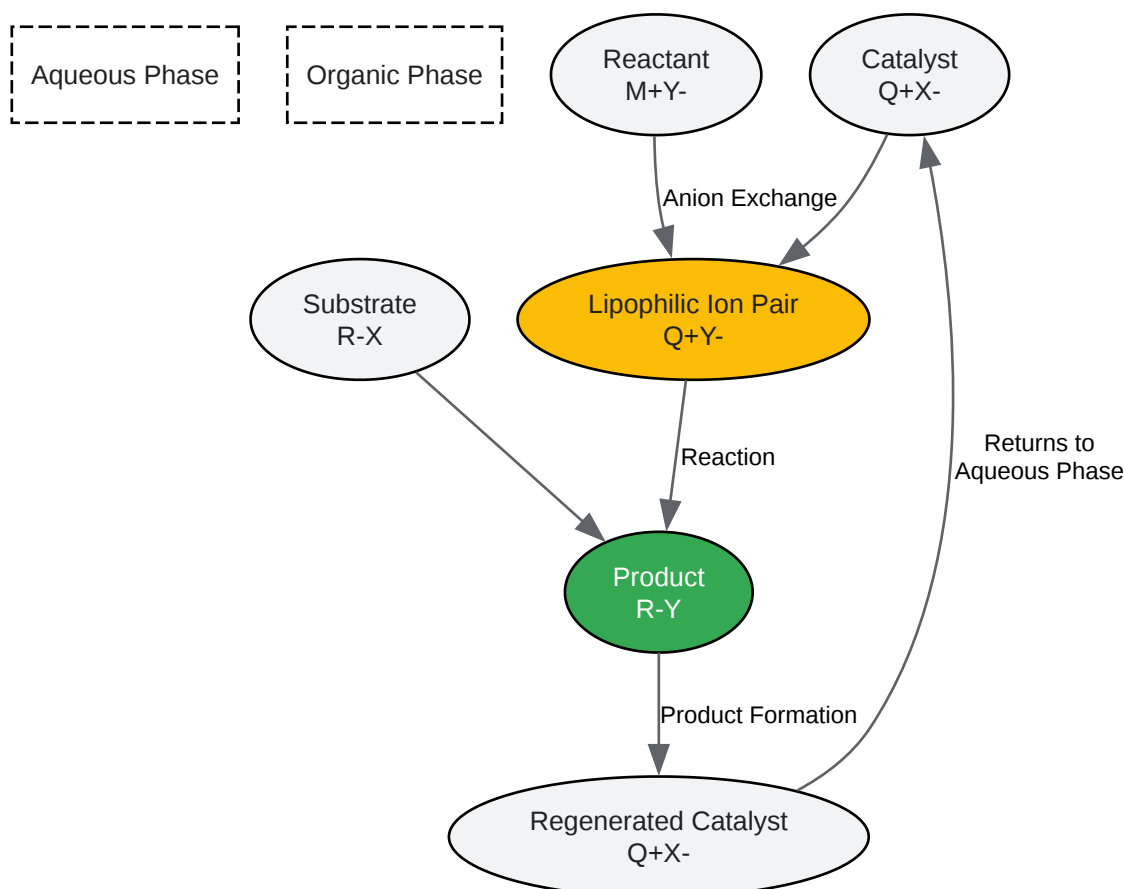 Aqueous Phase
Organic Phase
Reactant
M+Y-
Catalyst
Q+X-
Anion Exchange
Substrate
R-X
Lipophilic Ion Pair
Q+Y-
Reaction
Returns to
Aqueous Phase
Product
R-Y
Product Formation
Regenerated Catalyst
Q+X-